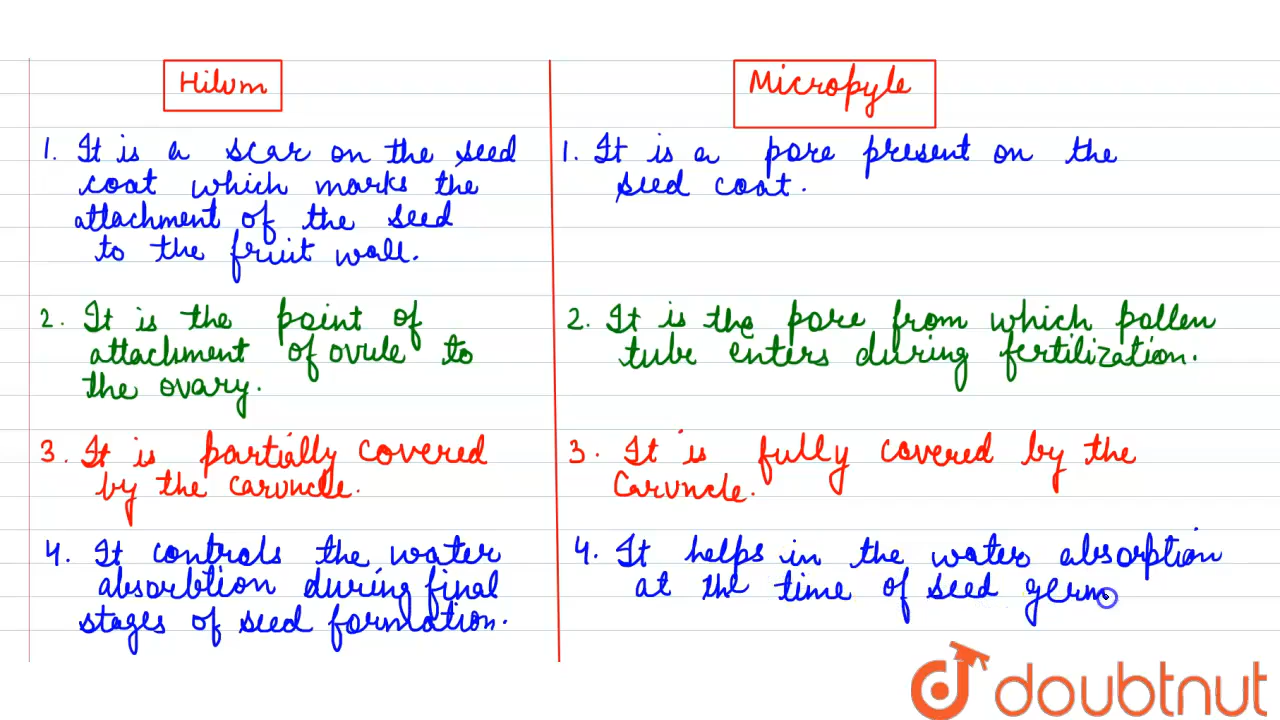 Hilum
1. It is a scar on the seed
coat which marks the
attachment of the seed
to the fruit wall.
2. It is the point of
attachment of ovule to
the ovary.
3. It is partially covered
by the caruncle.
4. It controls the water
absorbtion during final
stages of seed formation.
Micropyle
1. It is a pore present on the
seed coat.
2. It is the pore from which pollen
tube enters during fertilization.
3. It is fully covered by the
Caruncle.
4. It helps in the water absorption
at the time of seed germ
doubtnut